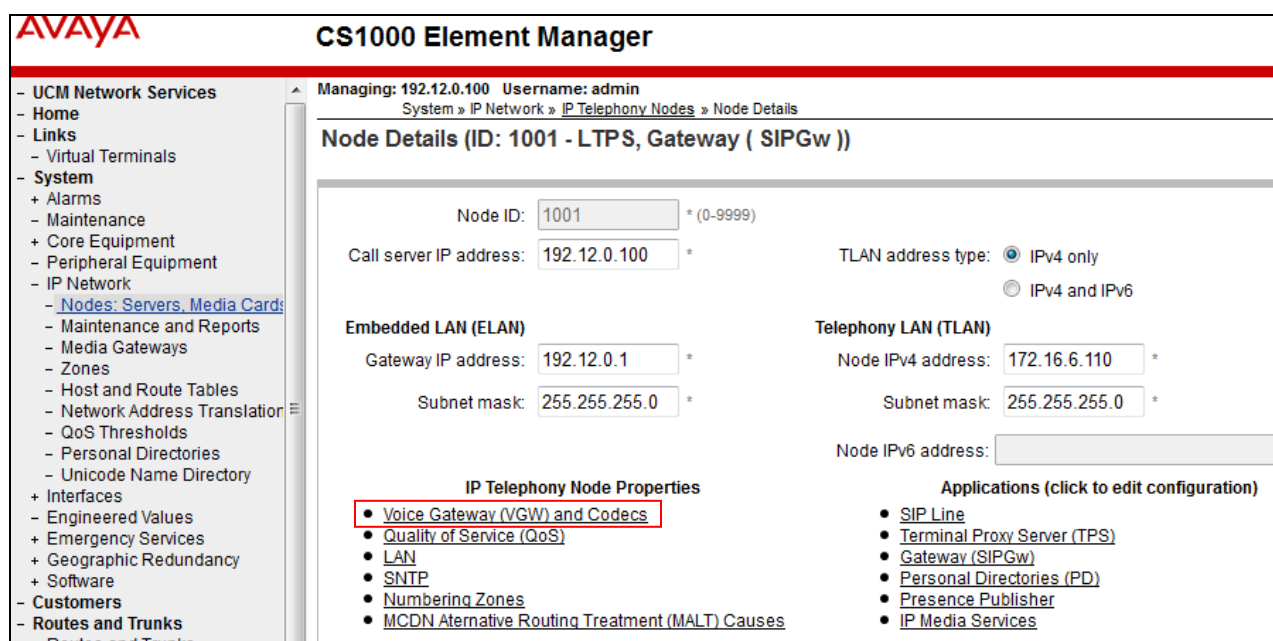 AVAYA
CS1000 Element Manager
- UCM Network Services
- Home
- Links
- Virtual Terminals
- System
+ Alarms
- Maintenance
+ Core Equipment
- Peripheral Equipment
- IP Network
- Nodes: Servers, Media Cards
- Maintenance and Reports
- Media Gateways
- Zones
- Host and Route Tables
- Network Address Translation
- QoS Thresholds
- Personal Directories
- Unicode Name Directory
+ Interfaces
- Engineered Values
+ Emergency Services
+ Geographic Redundancy
+ Software
- Customers
- Routes and Trunks
- Routes and Trunks
Managing: 192.12.0.100 Username: admin
System » IP Network » IP Telephony Nodes » Node Details
Node Details (ID: 1001 - LTPS, Gateway ( SIPGw ))
Node ID: 1001 * (0-9999)
Call server IP address: 192.12.0.100 * TLAN address type: IPv4 only
IPv4 and IPv6
Embedded LAN (ELAN) Telephony LAN (TLAN)
Gateway IP address: 192.12.0.1 * Node IPv4 address: 172.16.6.110 *
Subnet mask: 255.255.255.0 * Subnet mask: 255.255.255.0 *
Node IPv6 address:
IP Telephony Node Properties Applications (click to edit configuration)
• Voice Gateway (VGW) and Codecs • SIP Line
• Quality of Service (QoS) • Terminal Proxy Server (TPS)
• LAN • Gateway (SIPGw)
• SNTP • Personal Directories (PD)
• Numbering Zones • Presence Publisher
• MCDN Aternative Routing Treatment (MALT) Causes • IP Media Services